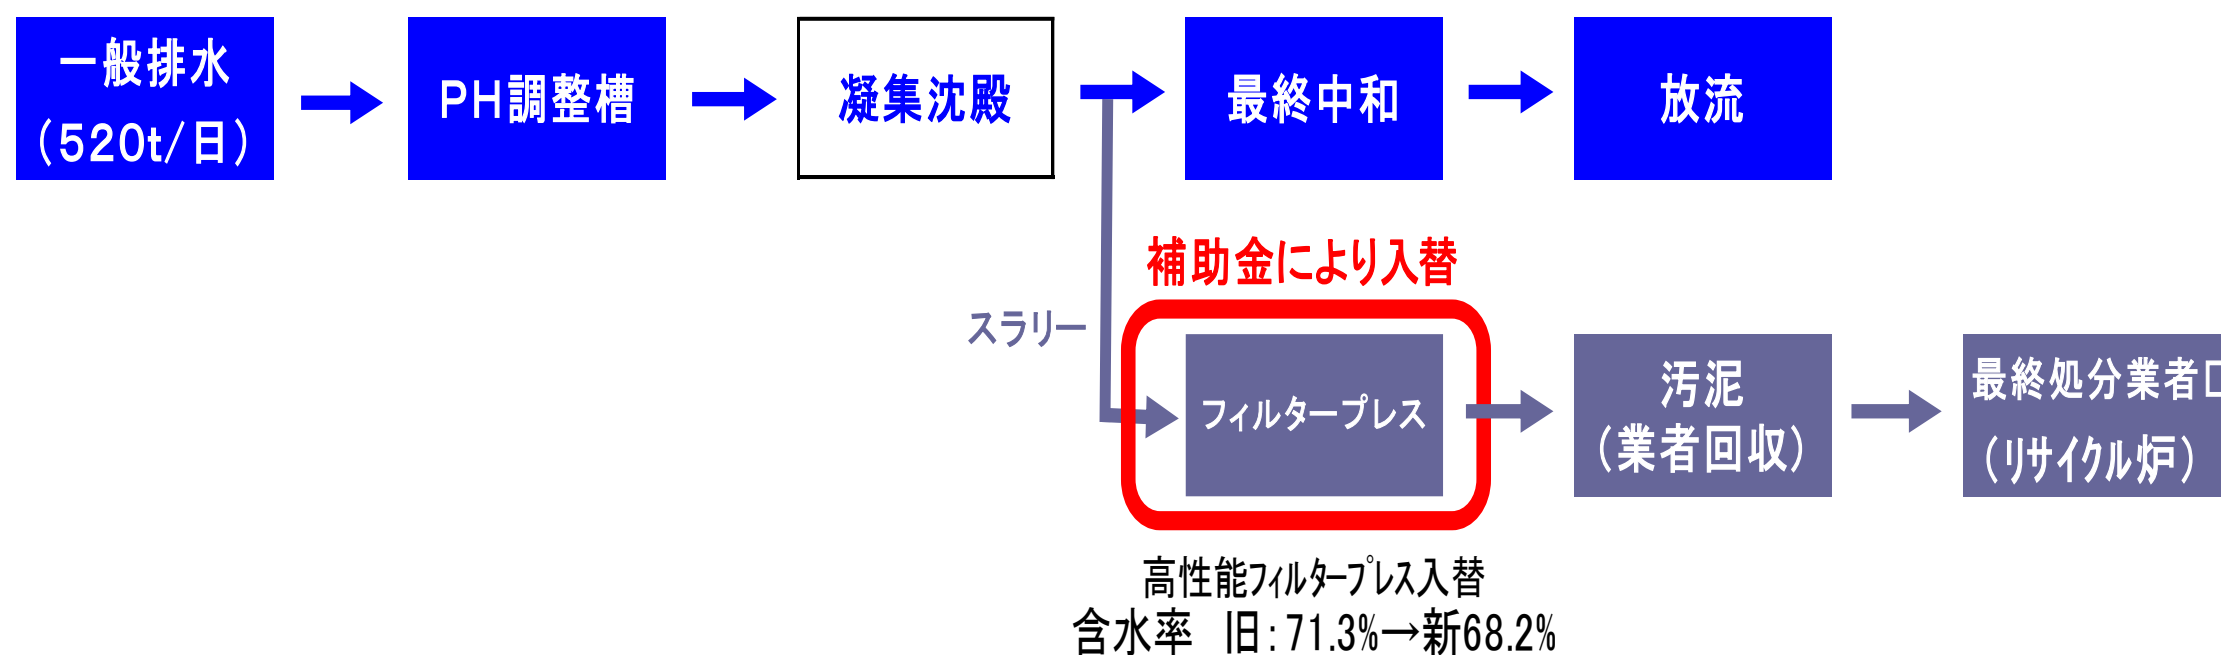 一般排水
（520t/日）
PH調整槽
凝集沈殿
最終中和
放流
補助金により入替
スラリー
フィルタープレス
汚泥
（業者回収）
最終処分業者
（リサイクル炉）
高性能フィルタープレス入替
含水率　旧：71.3％→新68.2％